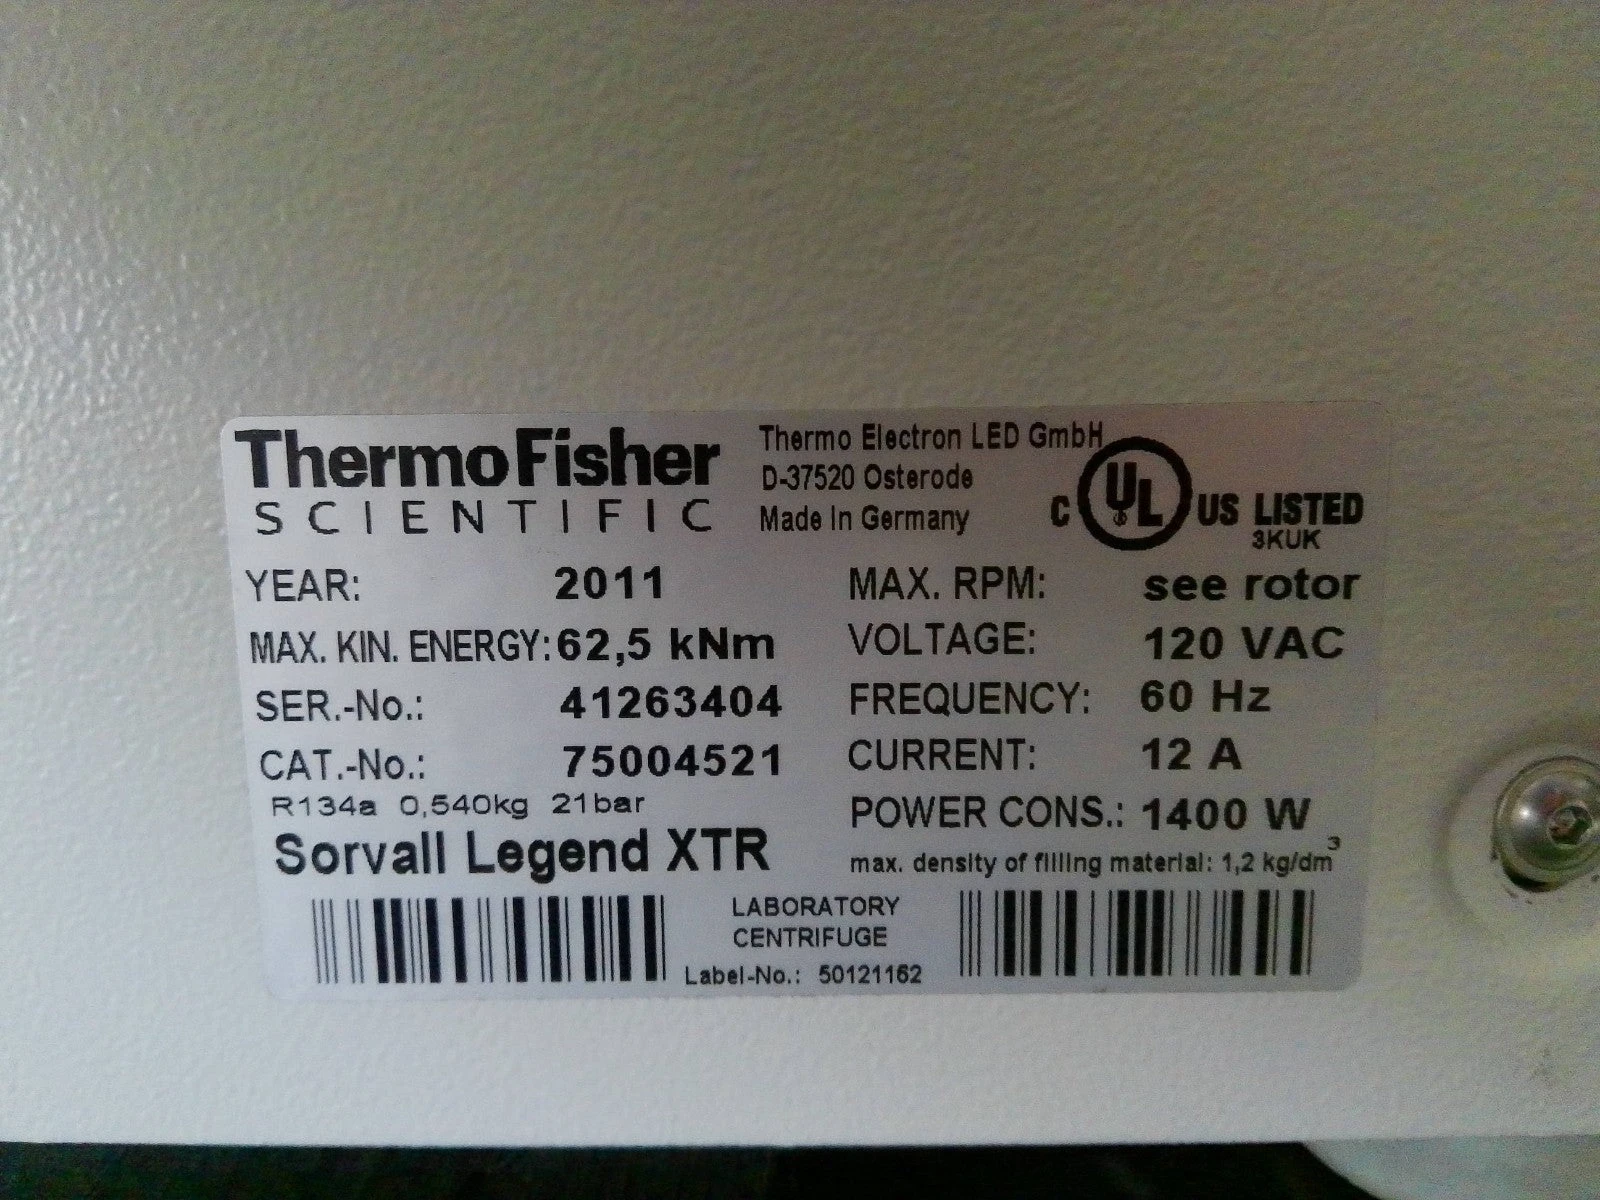 ThermoFisher
SCIENTIFIC
Thermo Electron LED GmbH
D-37520 Osterode
Made in Germany
C UL US LISTED
3KUK
YEAR: 2011
MAX. KIN. ENERGY: 62,5 kNm
SER.-No.: 41263404
CAT.-No.: 75004521
R134a 0,540kg 21bar
Sorvall Legend XTR
MAX. RPM: see rotor
VOLTAGE: 120 VAC
FREQUENCY: 60 Hz
CURRENT: 12 A
POWER CONS.: 1400 W
max. density of filling material: 1,2 kg/dm³
LABORATORY
CENTRIFUGE
Label-No.: 50121162